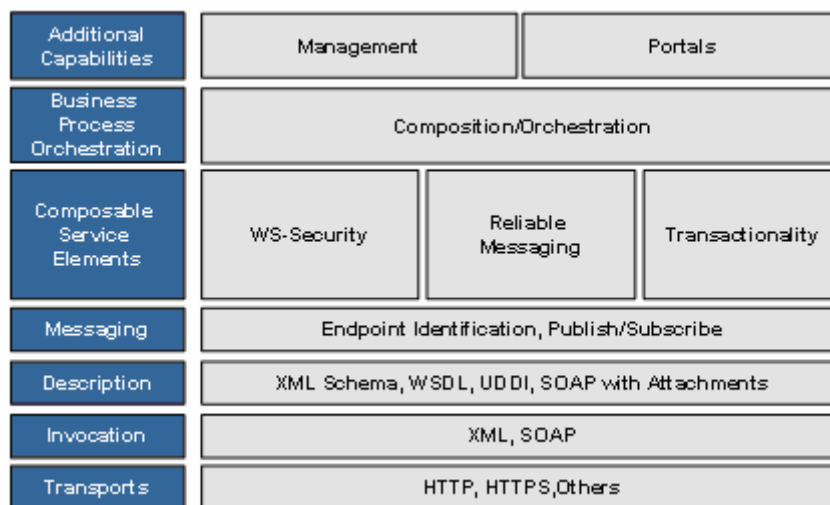 Additional
Capabilities
Management
Portals
Business
Process
Orchestration
Composition/Orchestration
Composable
Service
Elements
WS-Security
Reliable
Messaging
Transactionality
Messaging
Endpoint Identification, Publish/Subscribe
Description
XML Schema, WSDL, UDDI, SOAP with Attachments
Invocation
XML, SOAP
Transports
HTTP, HTTPS,Others